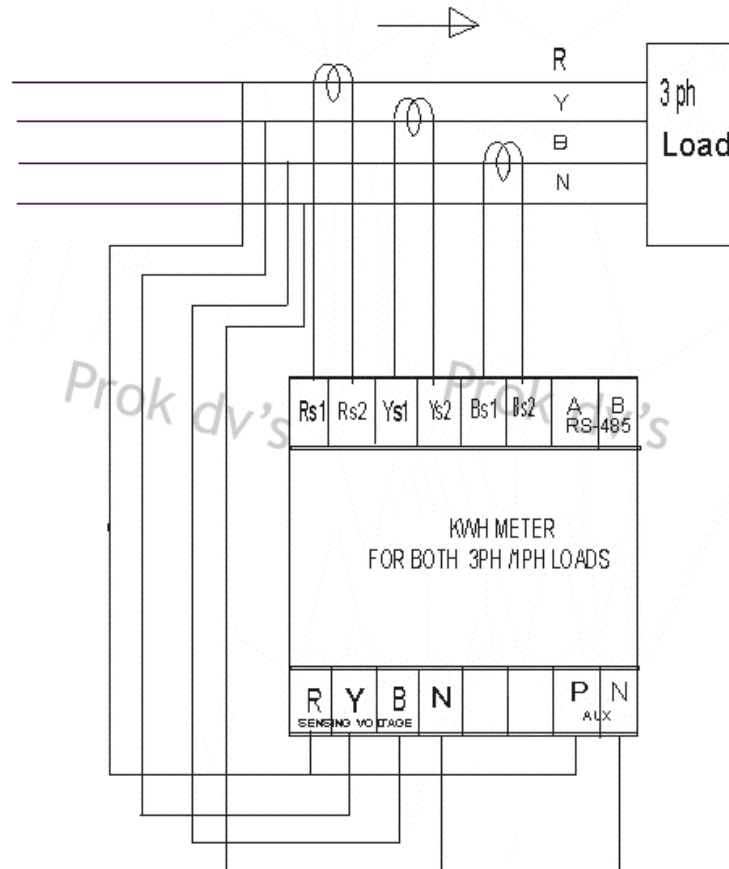 R
Y
B
N
3 ph
Load
Prok dv's Prok dv's
Rs1 Rs2 Ys1 Ys2 Bs1 Bs2 A B
RS-485
KWH METER
FOR BOTH 3PH /1PH LOADS
R Y B N P N
SENSING VOLTAGE AUX